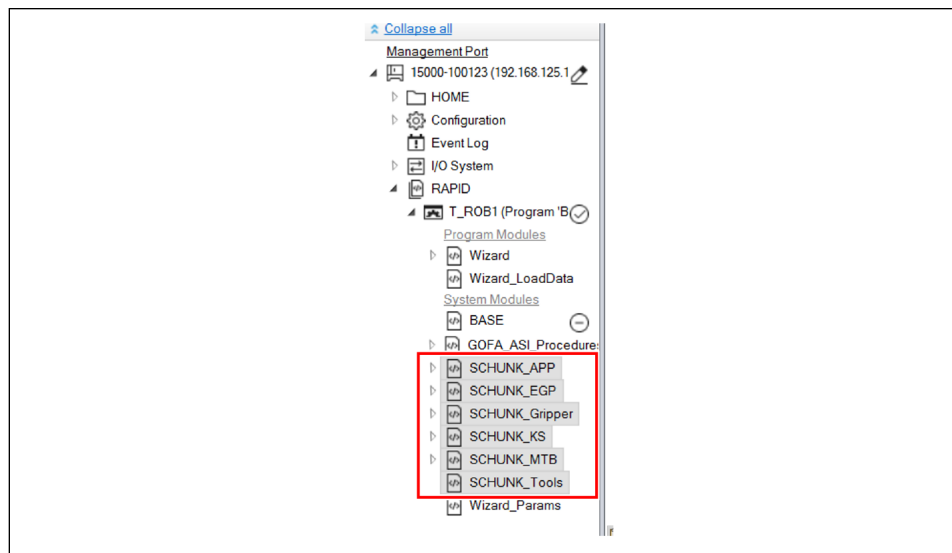 Collapse all
Management Port
15000-100123 (192.168.125.1
HOME
Configuration
Event Log
I/O System
RAPID
T_ROB1 (Program 'B
Program Modules
Wizard
Wizard_LoadData
System Modules
BASE
GOFA_ASI_Procedures
SCHUNK_APP
SCHUNK_EGP
SCHUNK_Gripper
SCHUNK_KS
SCHUNK_MTB
SCHUNK_Tools
Wizard_Params